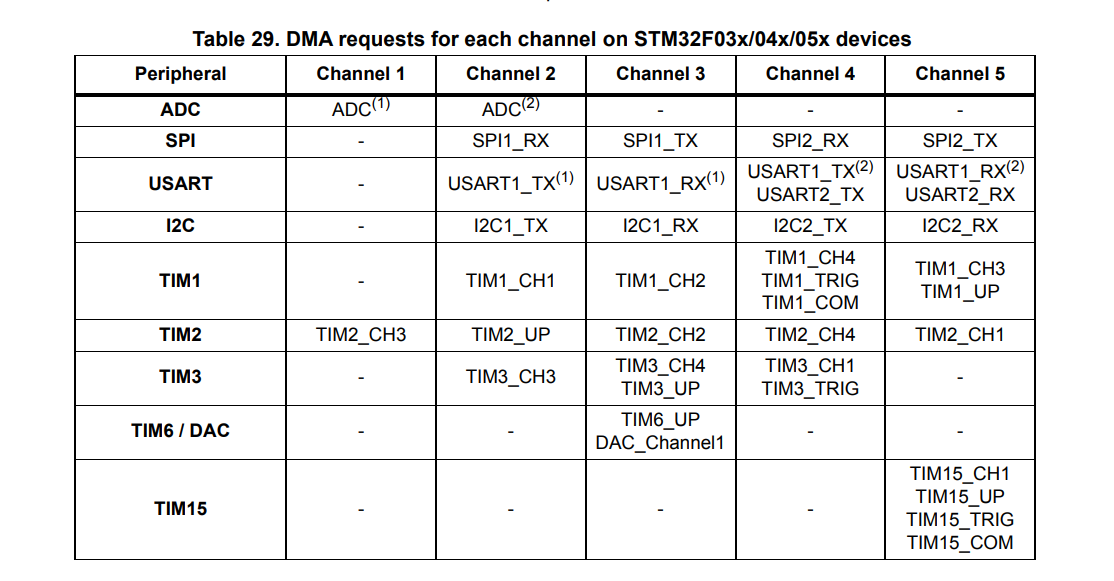 Table 29. DMA requests for each channel on STM32F03x/04x/05x devices
Peripheral Channel 1 Channel 2 Channel 3 Channel 4 Channel 5
ADC ADC(1) ADC(2) - - -
SPI - SPI1_RX SPI1_TX SPI2_RX SPI2_TX
USART - USART1_TX(1) USART1_RX(1) USART1_TX(2) USART2_TX USART1_RX(2) USART2_RX
I2C - I2C1_TX I2C1_RX I2C2_TX I2C2_RX
TIM1 - TIM1_CH1 TIM1_CH2 TIM1_CH4 TIM1_TRIG TIM1_COM TIM1_CH3 TIM1_UP
TIM2 TIM2_CH3 TIM2_UP TIM2_CH2 TIM2_CH4 TIM2_CH1
TIM3 - TIM3_CH3 TIM3_CH4 TIM3_UP TIM3_CH1 TIM3_TRIG -
TIM6 / DAC - - TIM6_UP DAC_Channel1 - -
TIM15 - - - - TIM15_CH1 TIM15_UP TIM15_TRIG TIM15_COM